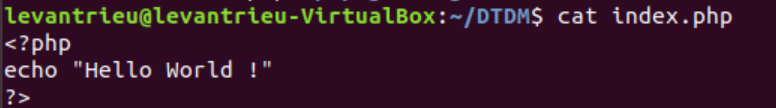 levantrieu@levantrieu-VirtualBox:~/DTDM$ cat index.php
<?php
echo "Hello World !"
?>